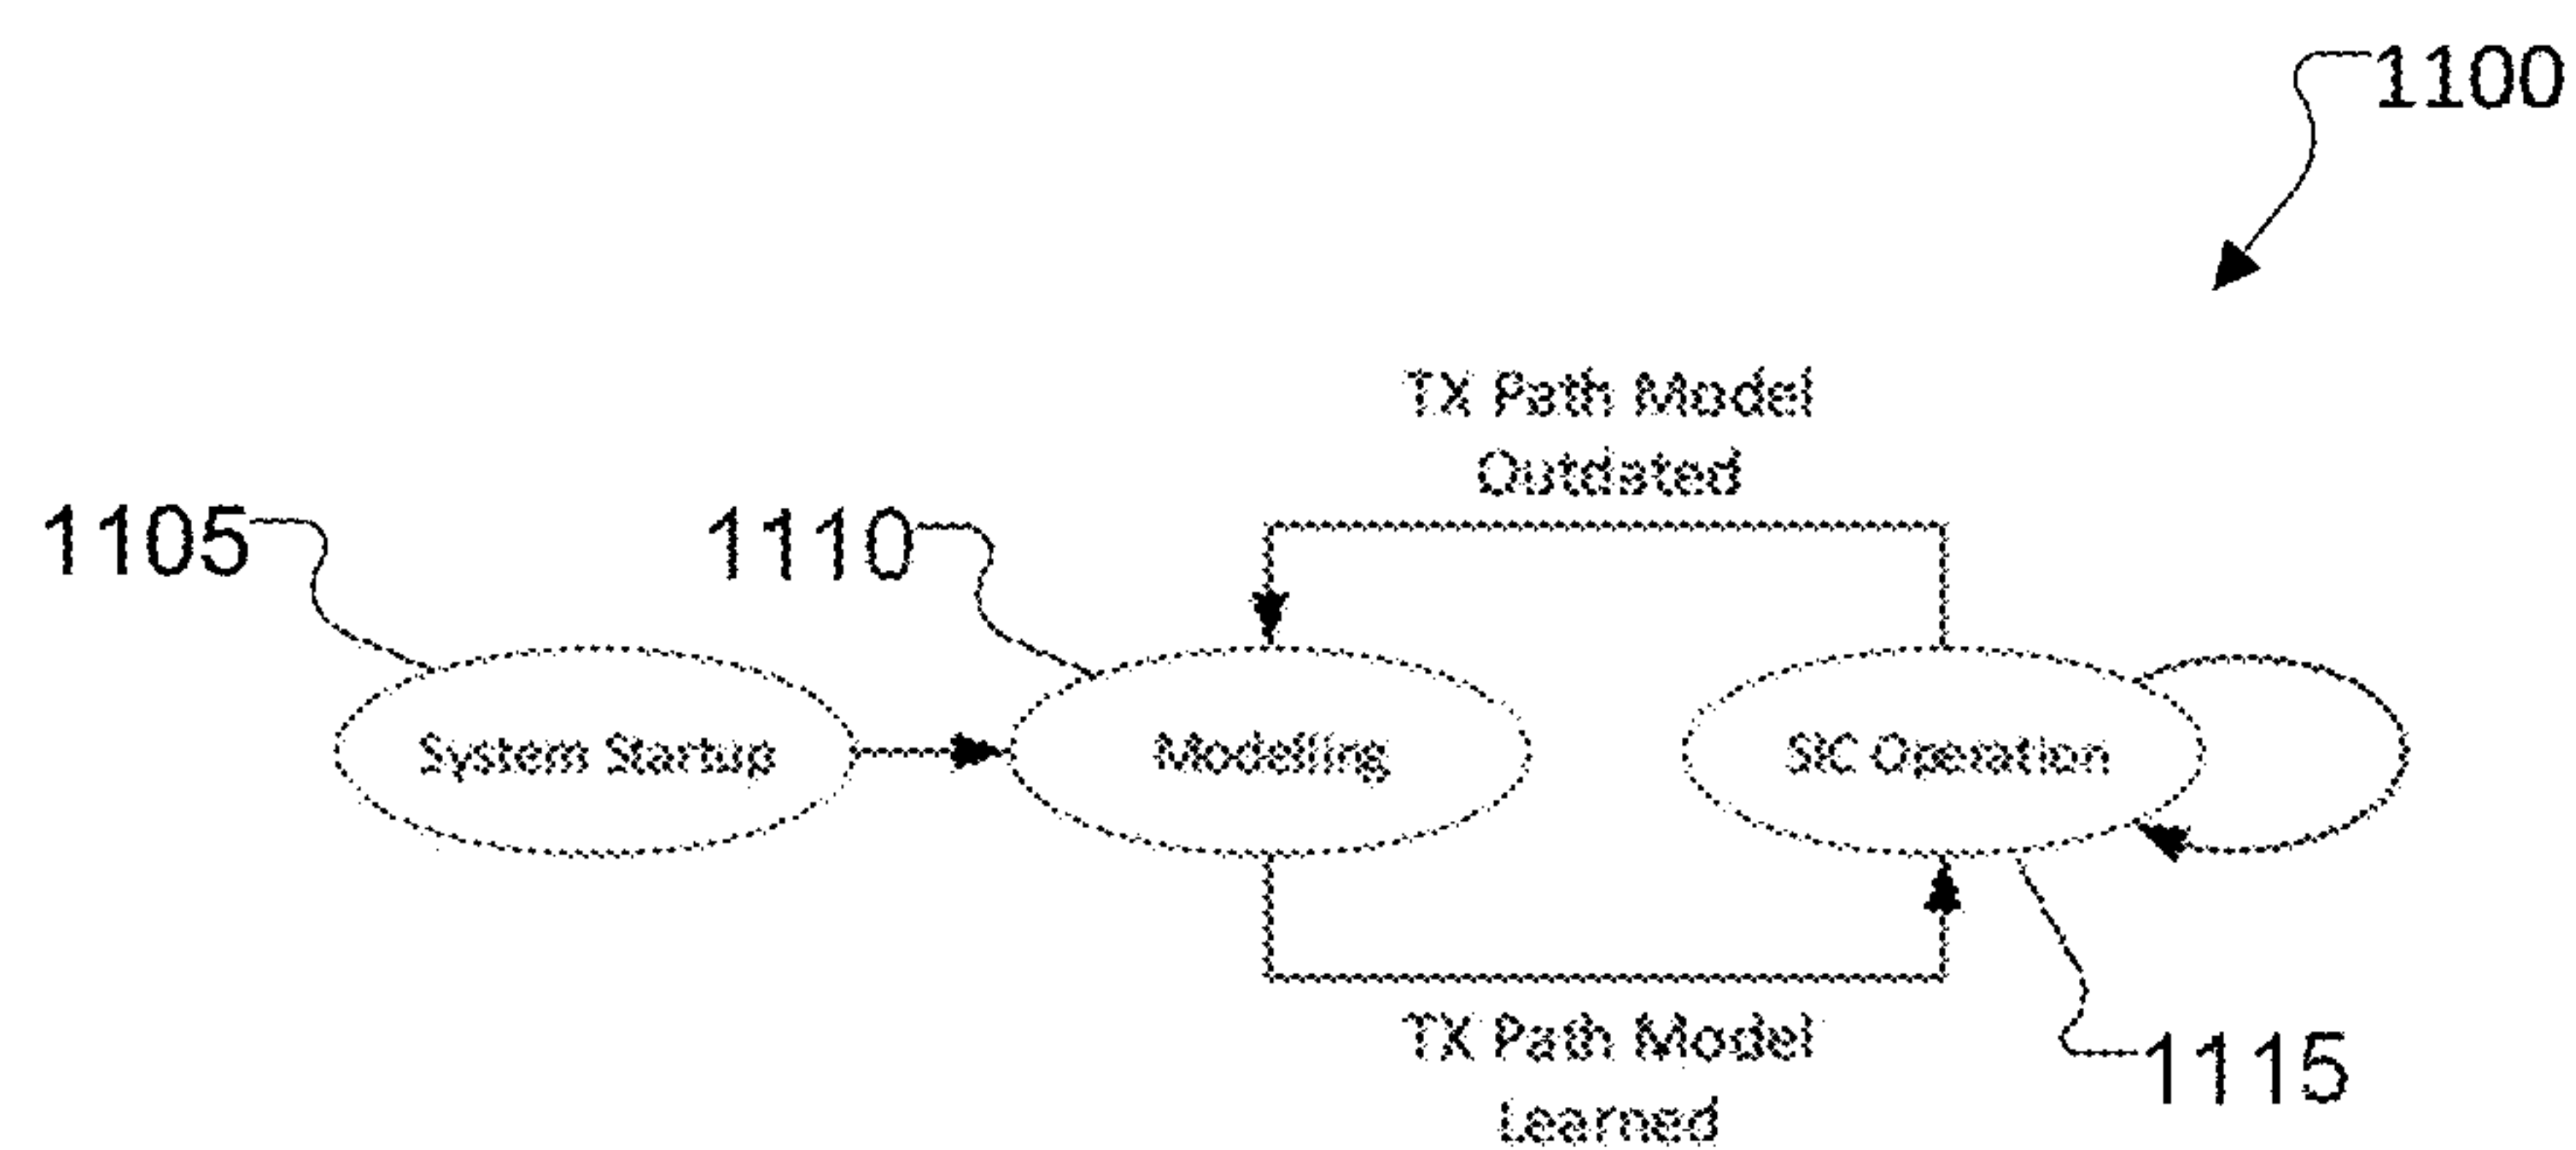 1100
TX Path Model
Outdated
1105
1110
System Startup
Modelling
SIC Operation
TX Path Model
Learned
1115